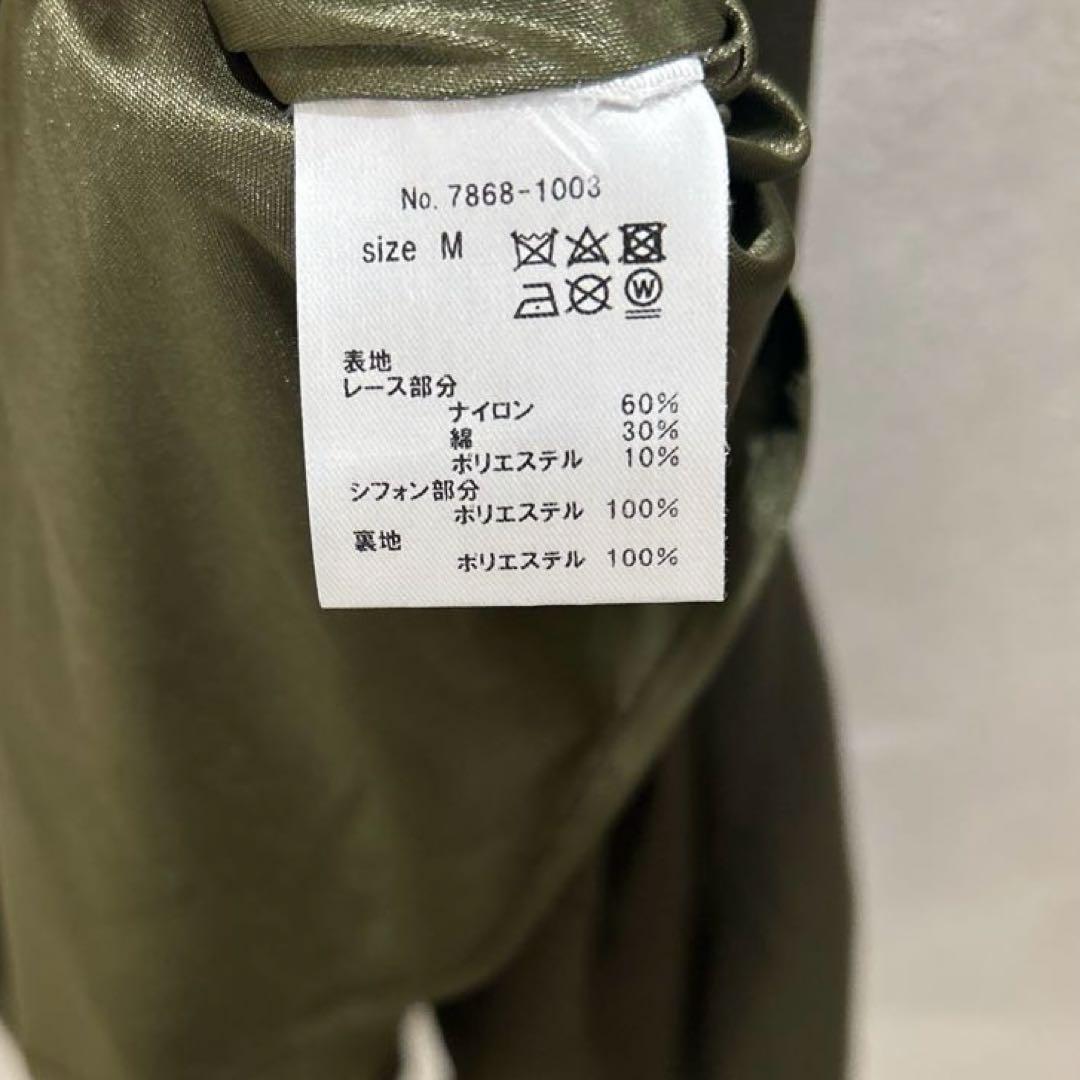 No. 7868-1003
size M
W
表地
レース部分
ナイロン 60%
綿 30%
ポリエステル 10%
シフォン部分
ポリエステル 100%
裏地
ポリエステル 100%